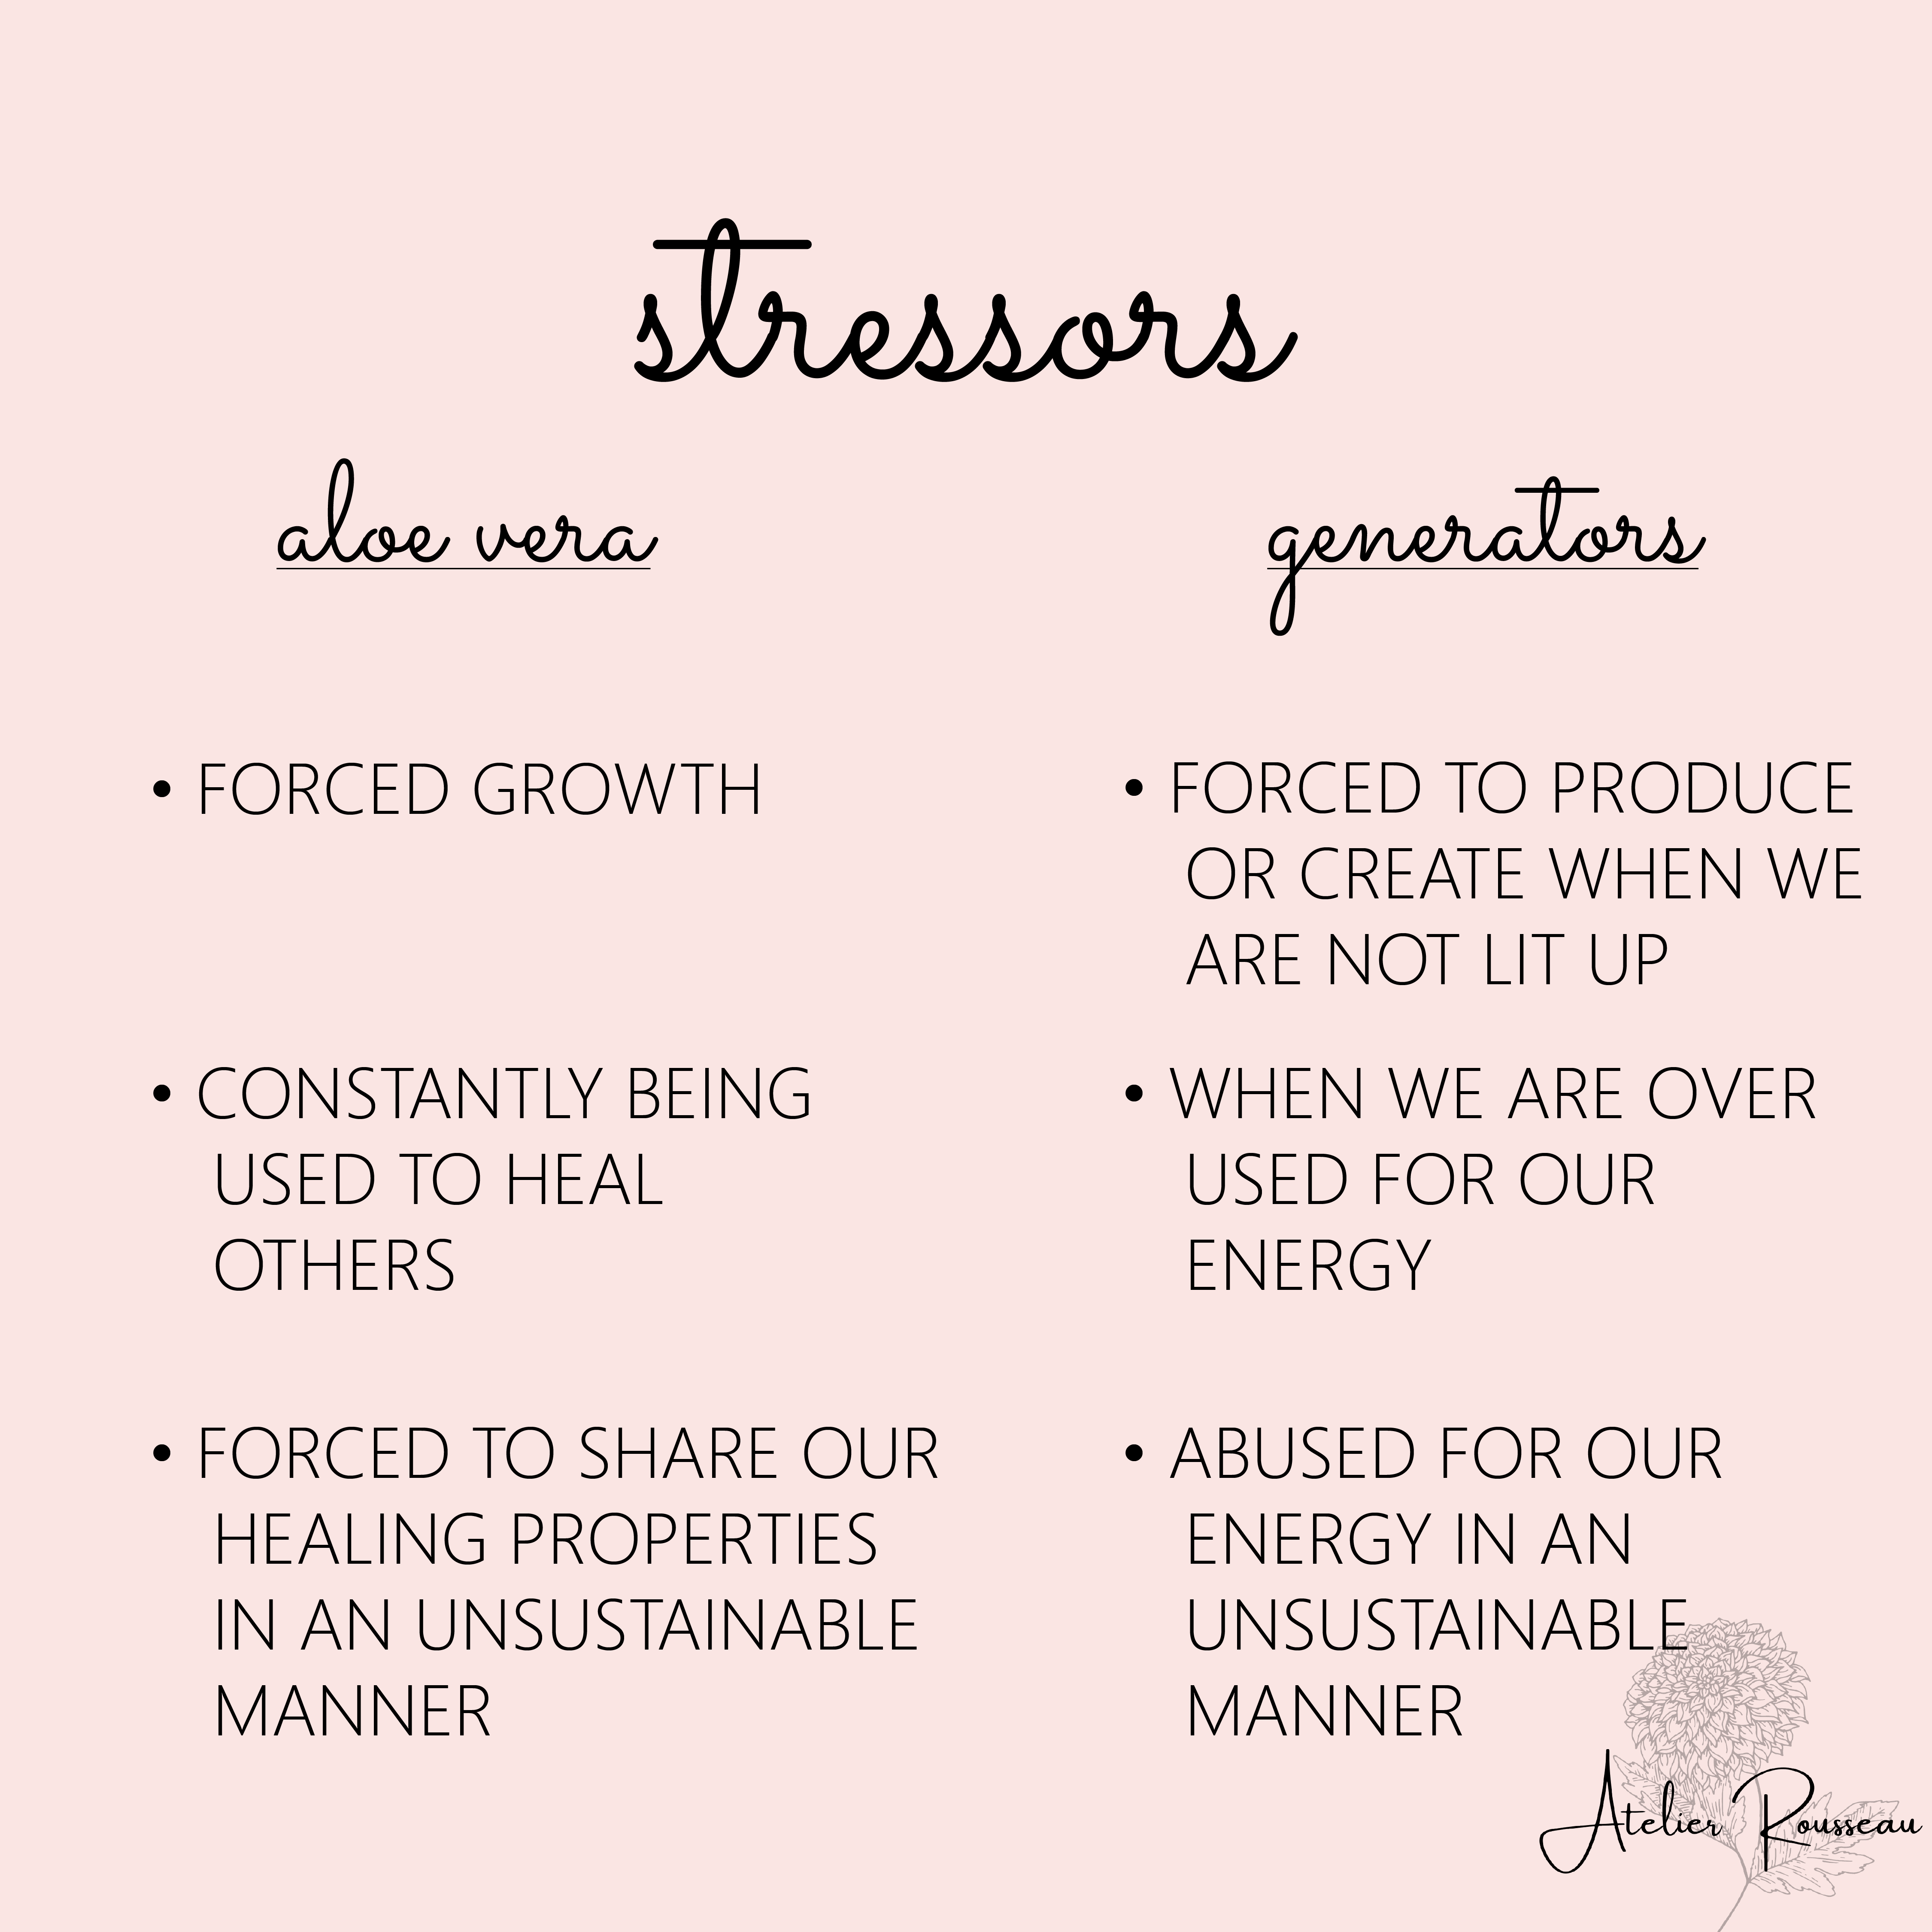 stressors
aloe vera
• FORCED GROWTH
• CONSTANTLY BEING
USED TO HEAL
OTHERS
• FORCED TO SHARE OUR
HEALING PROPERTIES
IN AN UNSUSTAINABLE
MANNER
generators
• FORCED TO PRODUCE
OR CREATE WHEN WE
ARE NOT LIT UP
• WHEN WE ARE OVER
USED FOR OUR
ENERGY
• ABUSED FOR OUR
ENERGY IN AN
UNSUSTAINABLE
MANNER
Atelier Rousseau